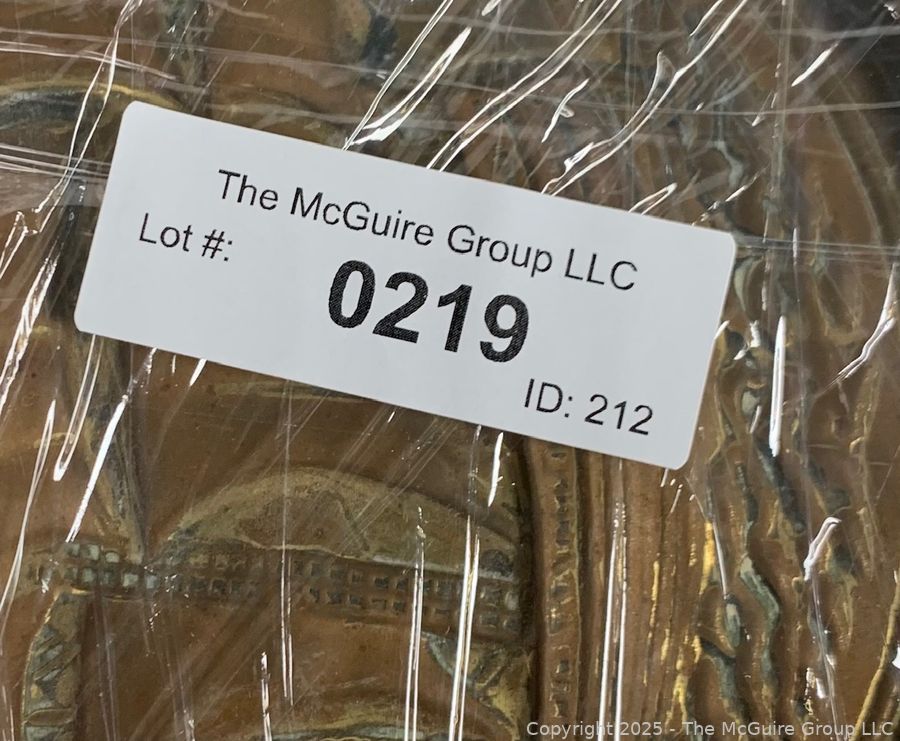 The McGuire Group LLC
Lot #:
0219
ID: 212
Copyright 2025 - The McGuire Group LLC